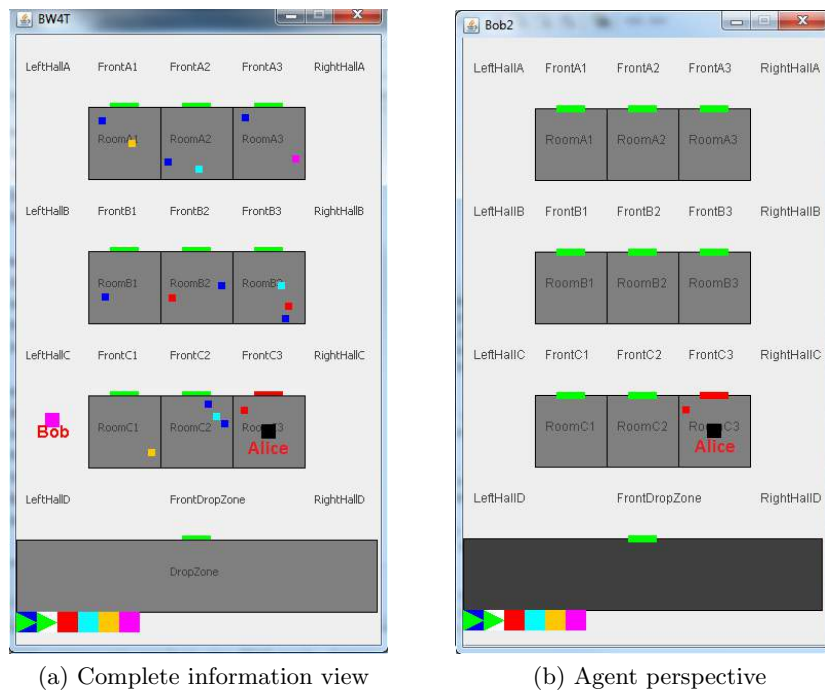 BW4T
LeftHallA FrontA1 FrontA2 FrontA3 RightHallA
RoomA1 RoomA2 RoomA3
LeftHallB FrontB1 FrontB2 FrontB3 RightHallB
RoomB1 RoomB2 RoomB3
LeftHallC FrontC1 FrontC2 FrontC3 RightHallC
Bob RoomC1 RoomC2 RoomC3
Alice
LeftHallD FrontDropZone RightHallD
DropZone
(a) Complete information view
Bob2
LeftHallA FrontA1 FrontA2 FrontA3 RightHallA
RoomA1 RoomA2 RoomA3
LeftHallB FrontB1 FrontB2 FrontB3 RightHallB
RoomB1 RoomB2 RoomB3
LeftHallC FrontC1 FrontC2 FrontC3 RightHallC
RoomC1 RoomC2 RoomC3
Alice
LeftHallD FrontDropZone RightHallD
(b) Agent perspective